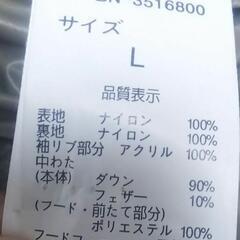 3516800
サイズ
L
品質表示
表地 ナイロン 100%
裏地 ナイロン 100%
袖リブ部分 アクリル 100%
中わた
(本体) ダウン 90%
フェザー 10%
(フード・前たて部分)
ポリエステル 100%